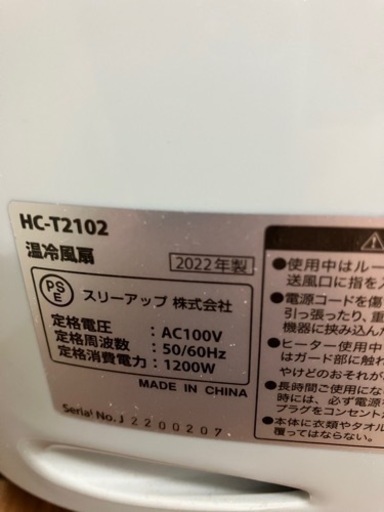 HC-T2102
温冷風扇
2022年製
PS E
スリーアップ 株式会社
定格電圧 : AC100V
定格周波数 : 50/60Hz
定格消費電力 : 1200W
MADE IN CHINA
Serial No. J 2200207
●使用中はルー
送風口に指を入
●電源コードを傷
引っ張ったり、重
機器に挟み込ん
●ヒーター使用中
はガード部に触れ
やけどのおそれが
●長時間ご使用にな
時には、必ず電源
プラグをコンセント
●本体に衣類やタオル
覆ってはならない。